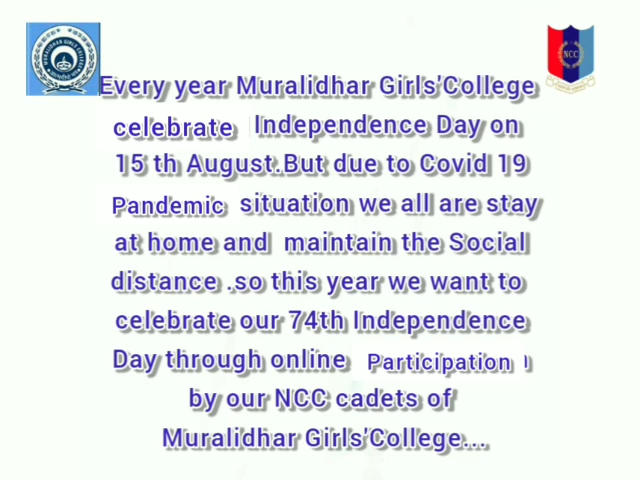 Every year Muralidhar Girls'College
celebrate Independence Day on
15 th August.But due to Covid 19
Pandemic situation we all are stay
at home and maintain the Social
distance .so this year we want to
celebrate our 74th Independence
Day through online Participation
by our NCC cadets of
Muralidhar Girls'College...
NCC